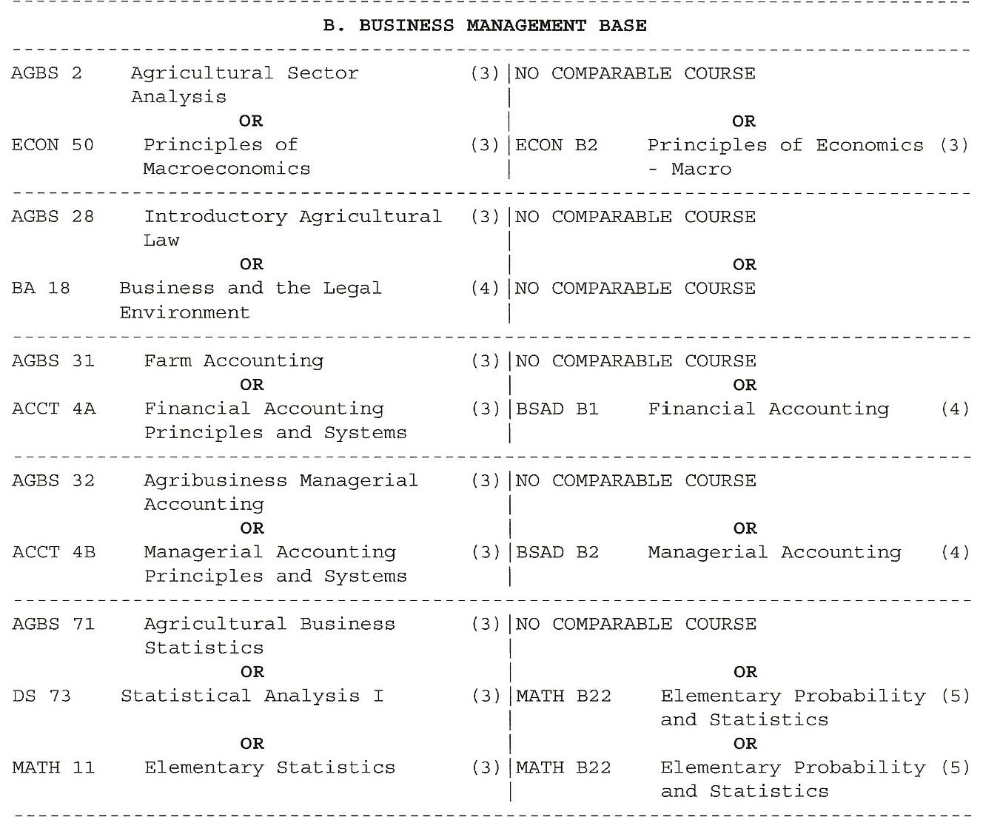 B. BUSINESS MANAGEMENT BASE
AGBS 2 Agricultural Sector (3)|NO COMPARABLE COURSE
Analysis |
OR | OR
ECON 50 Principles of (3)|ECON B2 Principles of Economics (3)
Macroeconomics | - Macro
AGBS 28 Introductory Agricultural (3)|NO COMPARABLE COURSE
Law |
OR | OR
BA 18 Business and the Legal (4)|NO COMPARABLE COURSE
Environment |
AGBS 31 Farm Accounting (3)|NO COMPARABLE COURSE
OR | OR
ACCT 4A Financial Accounting (3)|BSAD B1 Financial Accounting (4)
Principles and Systems |
AGBS 32 Agribusiness Managerial (3)|NO COMPARABLE COURSE
Accounting |
OR | OR
ACCT 4B Managerial Accounting (3)|BSAD B2 Managerial Accounting (4)
Principles and Systems |
AGBS 71 Agricultural Business (3)|NO COMPARABLE COURSE
Statistics |
OR | OR
DS 73 Statistical Analysis I (3)|MATH B22 Elementary Probability (5)
| and Statistics
OR | OR
MATH 11 Elementary Statistics (3)|MATH B22 Elementary Probability (5)
| and Statistics